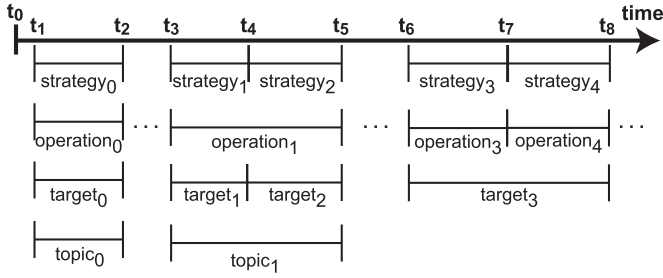 t0 time
t1 t2 t3 t4 t5 t6 t7 t8
strategy0 strategy1 strategy2 strategy3 strategy4
operation0 ... operation1 ... operation3 operation4 ...
target0 target1 target2 target3
topic0 topic1